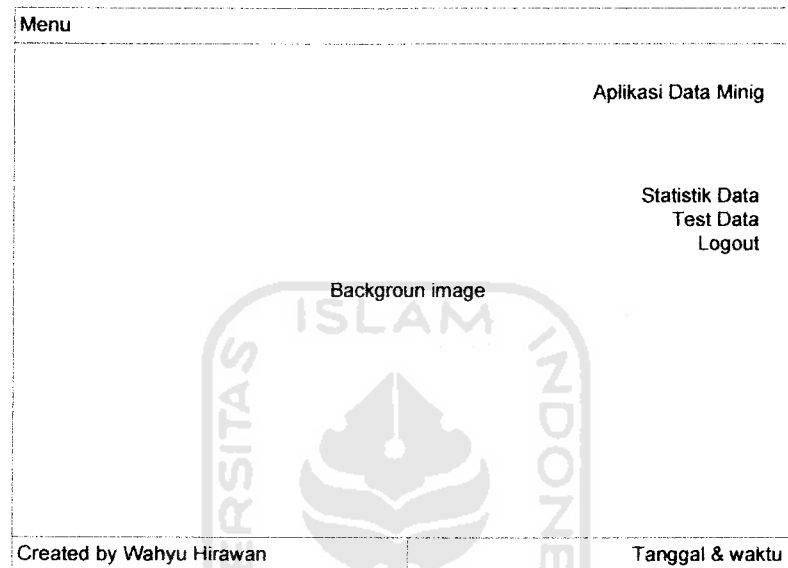 Menu
Aplikasi Data Minig
Statistik Data
Test Data
Logout
Backgroun image
ISLAM
Created by Wahyu Hirawan
Tanggal & waktu